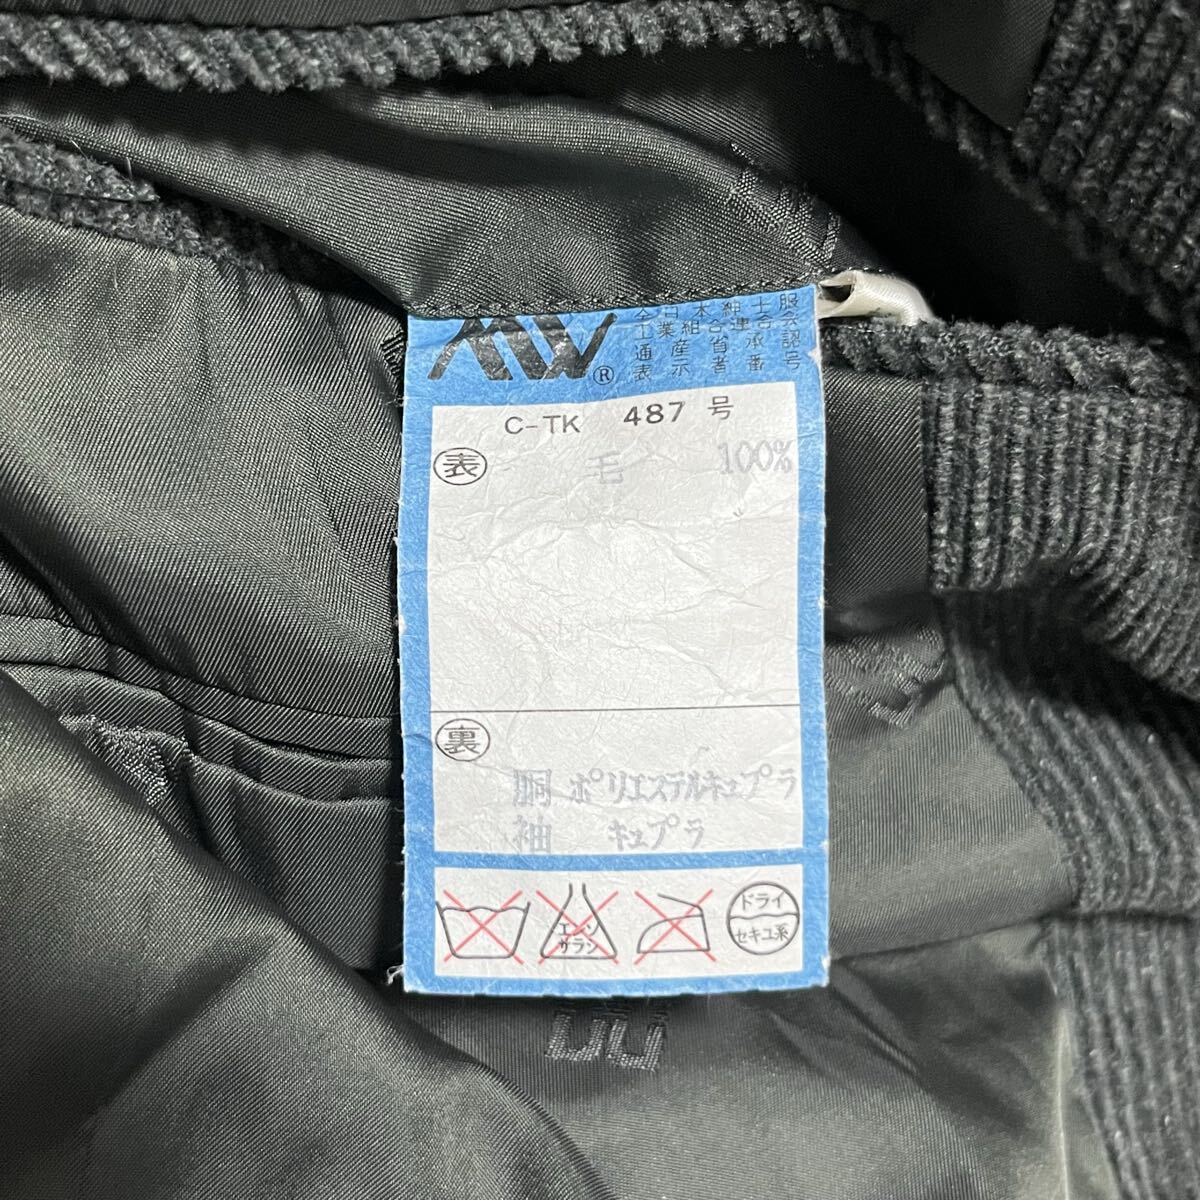 全日本紳士服
工業組合連合会
通産省承認
表示者番号
MW®
C-TK 487 号
表 毛 100%
裏
胴 ポリエステルキュプラ
袖 キュプラ
エンソ
サラシ
ドライ
セキユ系